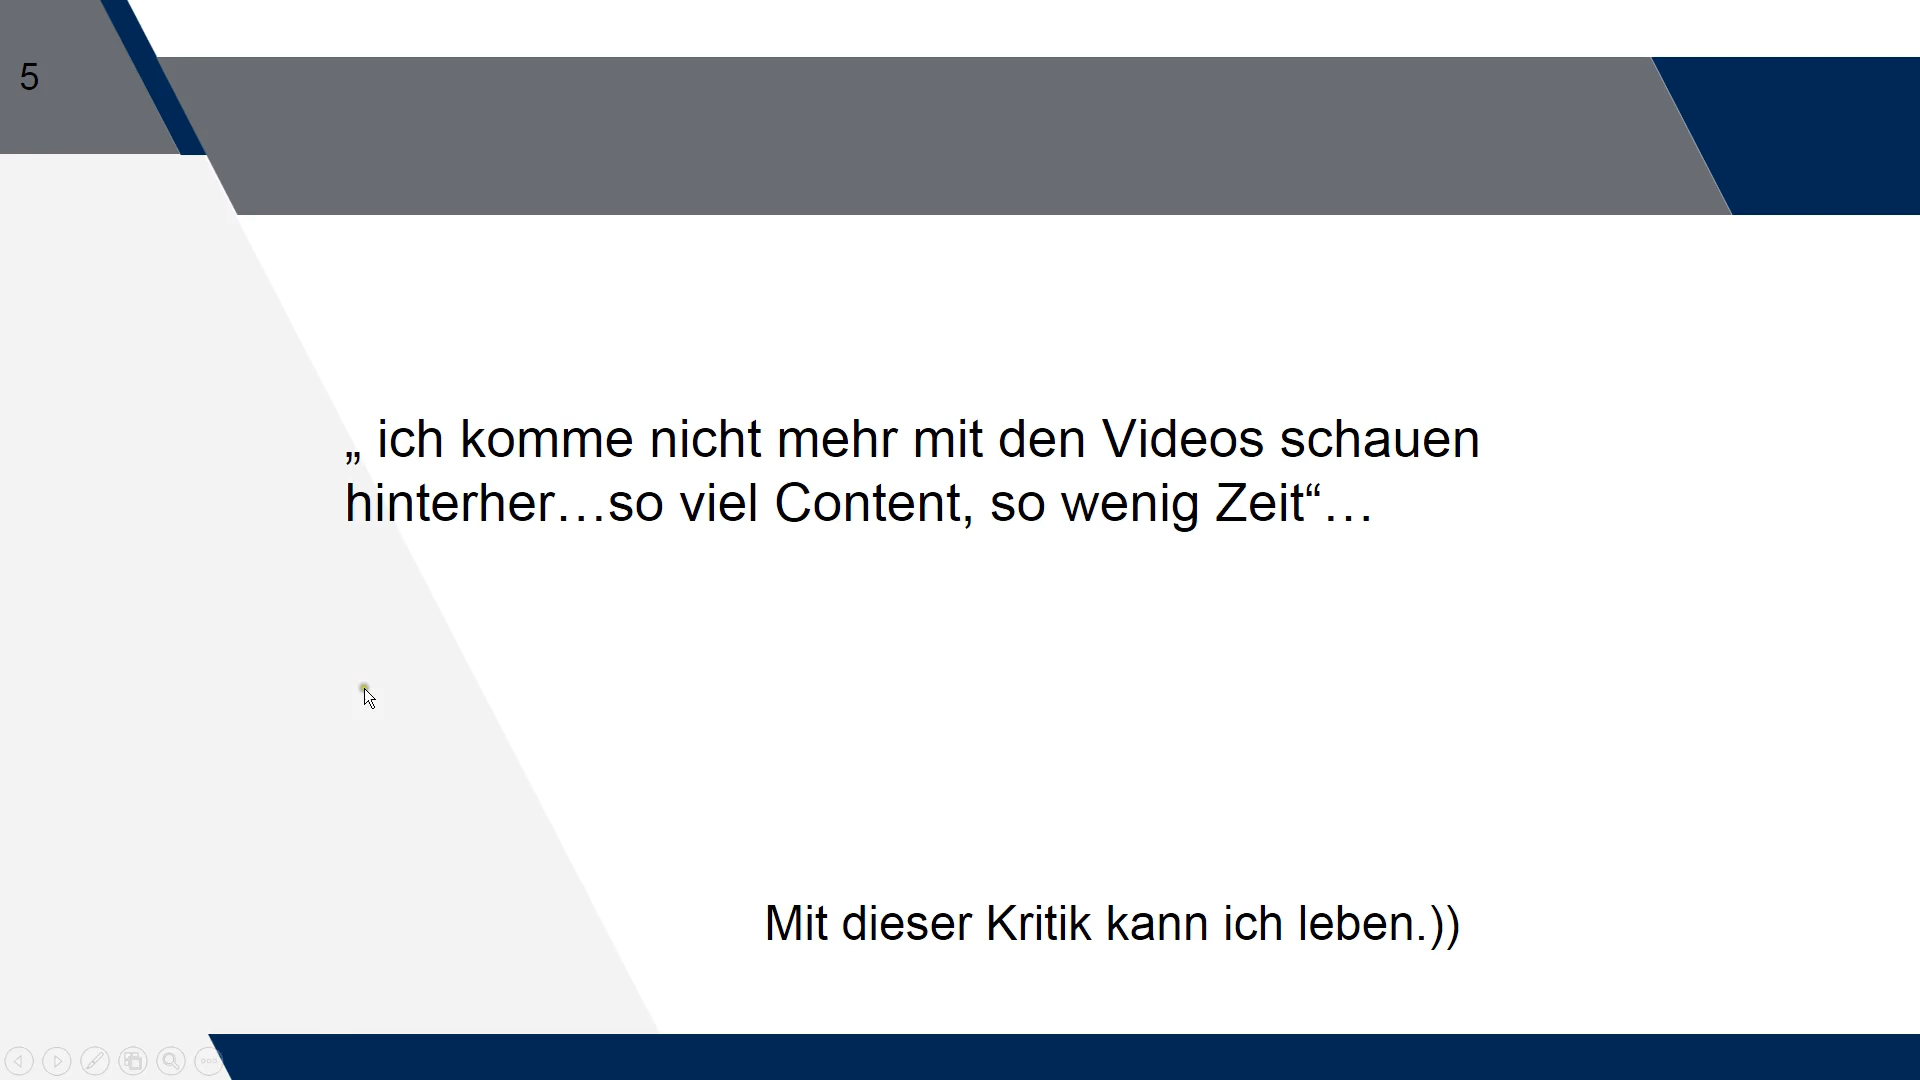 5
„ ich komme nicht mehr mit den Videos schauen
hinterher…so viel Content, so wenig Zeit“…
Mit dieser Kritik kann ich leben.))